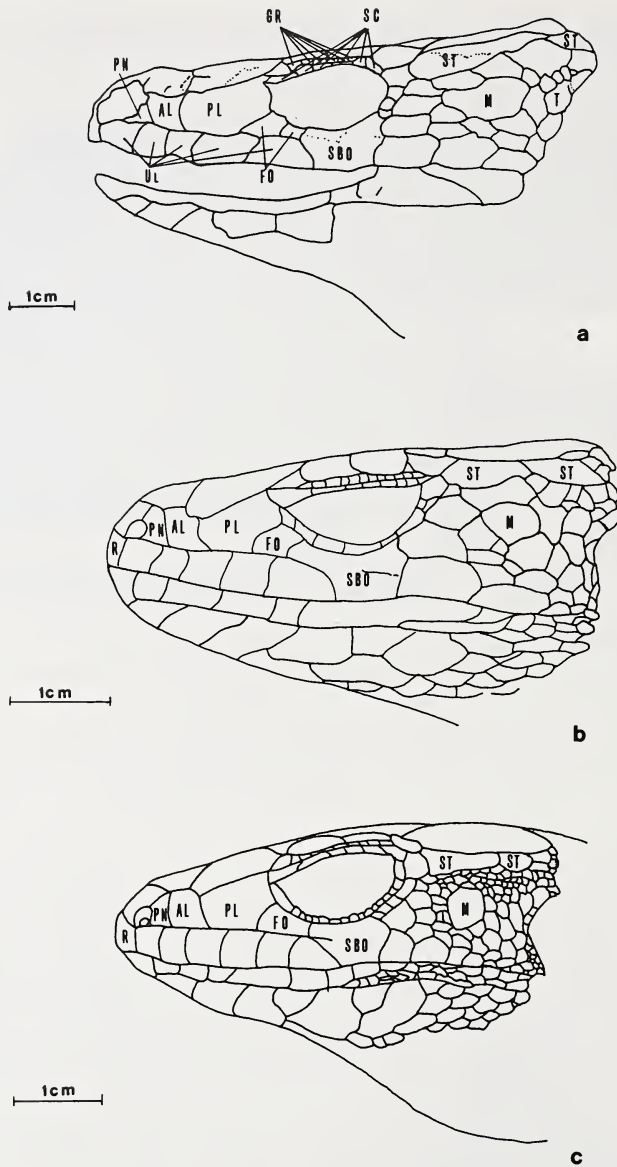 GR SC
PN ST ST
AL PL M T
UL FO SBO
1cm
a
ST ST
M
R PN AL PL FO
SBO
1cm
b
ST ST
R PN AL PL FO M
SBO
1cm
c